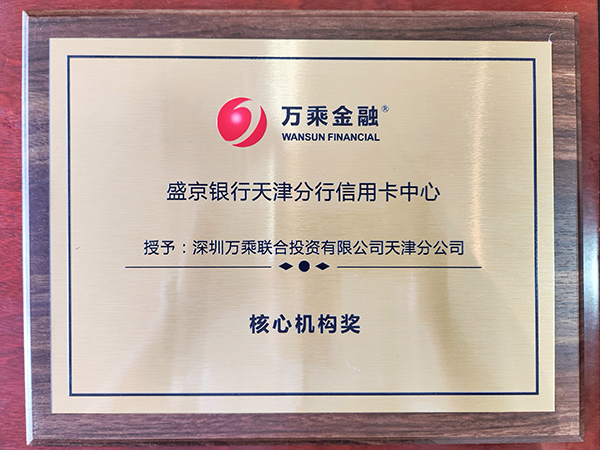 万乘金融®
WANSUN FINANCIAL
盛京银行天津分行信用卡中心
授予：深圳万乘联合投资有限公司天津分公司
核心机构奖